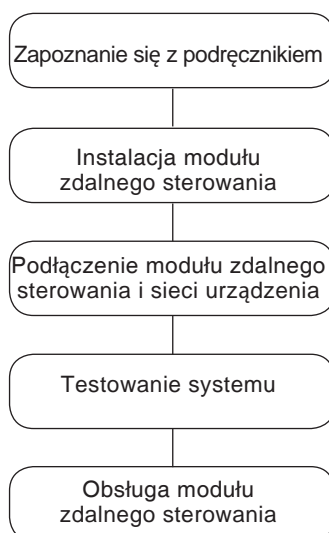 Zapoznanie się z podręcznikiem
Instalacja modułu
zdalnego sterowania
Podłączenie modułu zdalnego
sterowania i sieci urządzenia
Testowanie systemu
Obsługa modułu
zdalnego sterowania